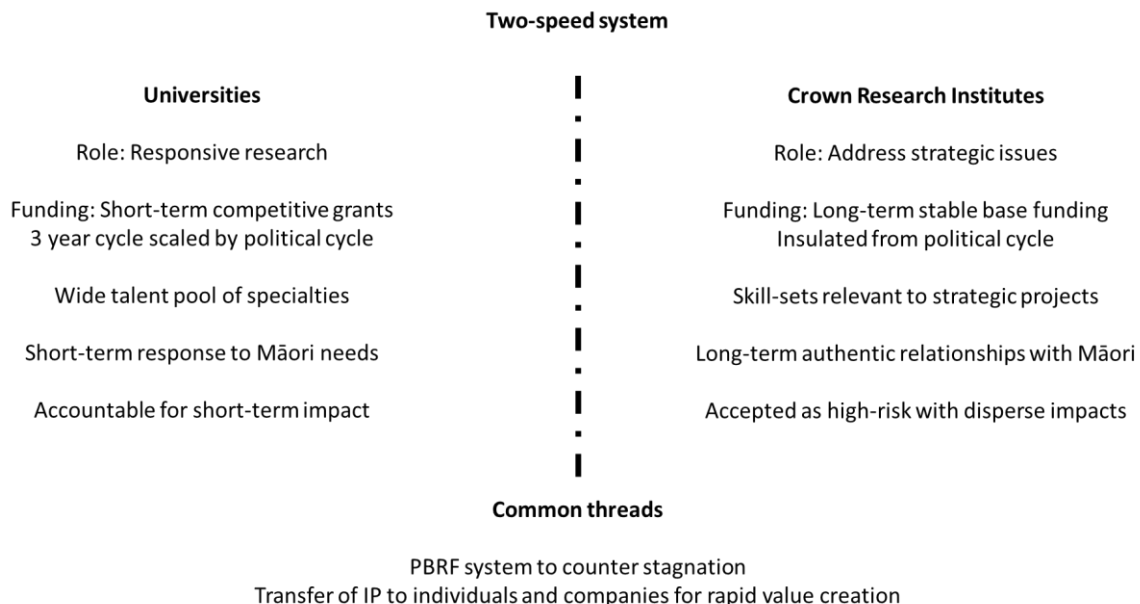 Two-speed system
Universities
Role: Responsive research
Funding: Short-term competitive grants
3 year cycle scaled by political cycle
Wide talent pool of specialties
Short-term response to Māori needs
Accountable for short-term impact
Crown Research Institutes
Role: Address strategic issues
Funding: Long-term stable base funding
Insulated from political cycle
Skill-sets relevant to strategic projects
Long-term authentic relationships with Māori
Accepted as high-risk with disperse impacts
Common threads
PBRF system to counter stagnation
Transfer of IP to individuals and companies for rapid value creation